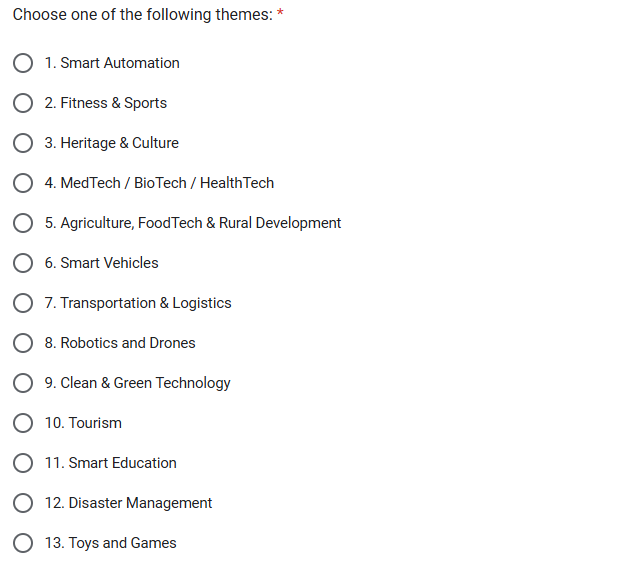 Choose one of the following themes: *
1. Smart Automation
2. Fitness & Sports
3. Heritage & Culture
4. MedTech / BioTech / HealthTech
5. Agriculture, FoodTech & Rural Development
6. Smart Vehicles
7. Transportation & Logistics
8. Robotics and Drones
9. Clean & Green Technology
10. Tourism
11. Smart Education
12. Disaster Management
13. Toys and Games